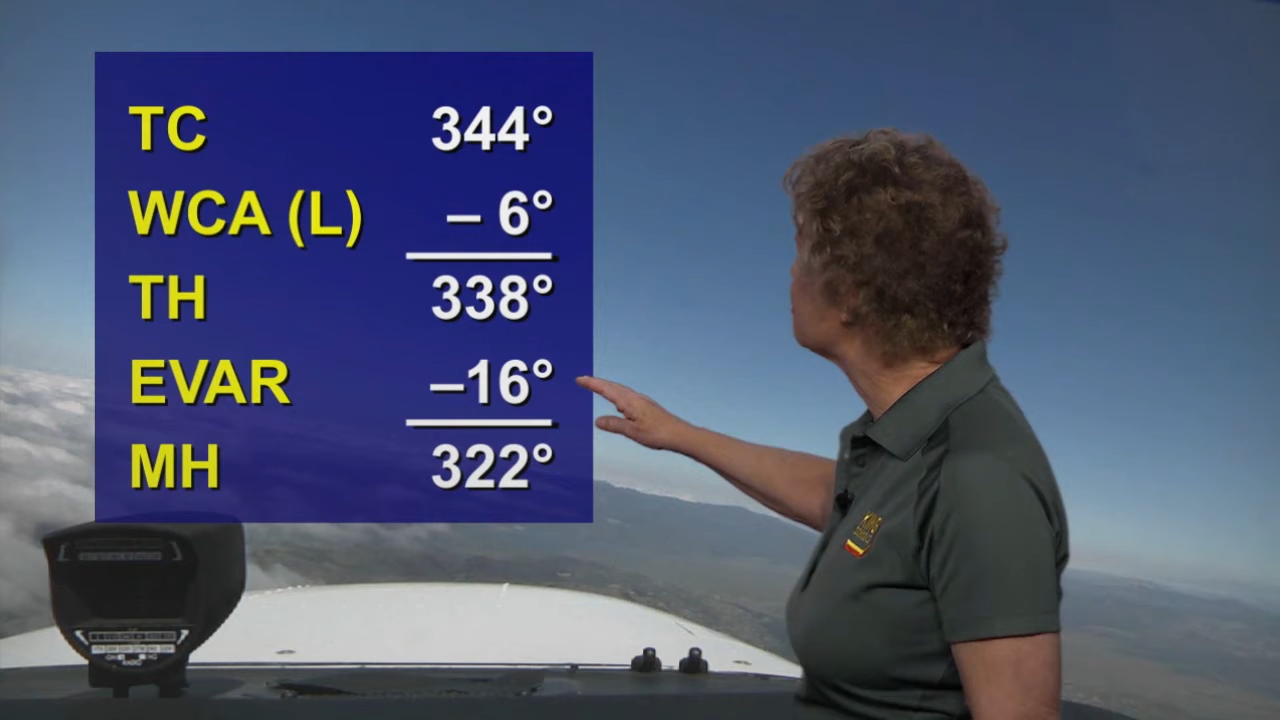 TC 344°
WCA (L) – 6°
TH 338°
EVAR –16°
MH 322°